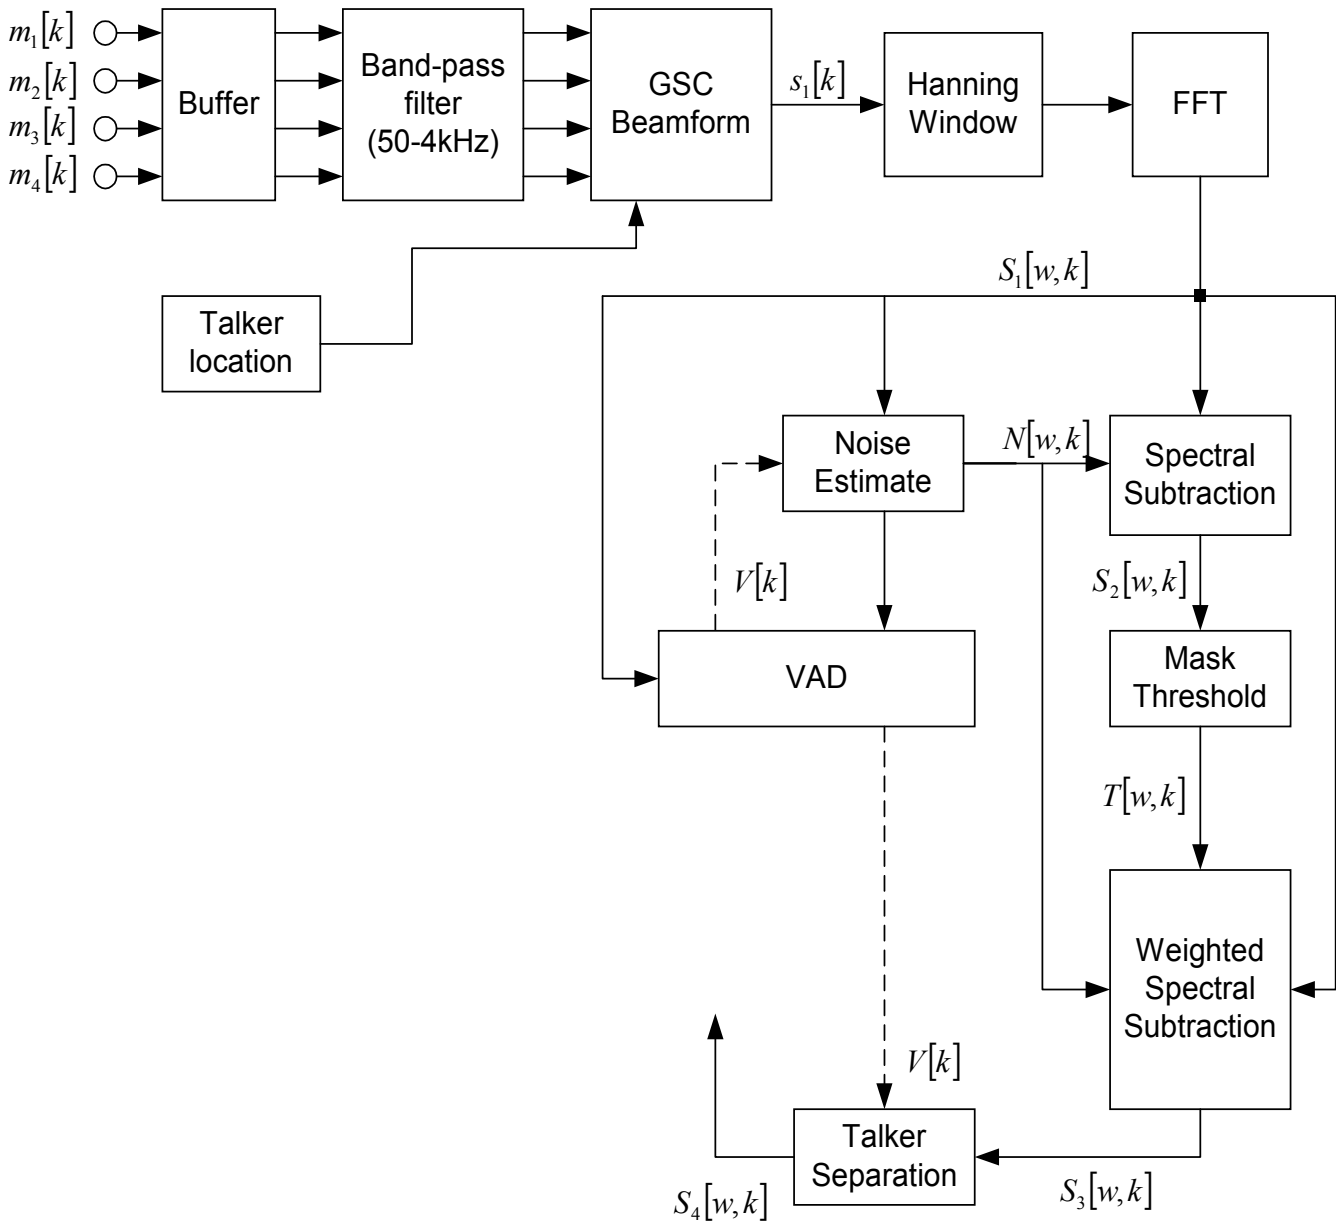 m₁[k]
m₂[k]
m₃[k]
m₄[k]
Buffer
Band-pass
filter
(50-4kHz)
GSC
Beamform
s₁[k]
Hanning
Window
FFT
S₁[w,k]
Talker
location
Noise
Estimate
N[w,k]
Spectral
Subtraction
V[k]
S₂[w,k]
VAD
Mask
Threshold
T[w,k]
Weighted
Spectral
Subtraction
V[k]
Talker
Separation
S₄[w,k]
S₃[w,k]